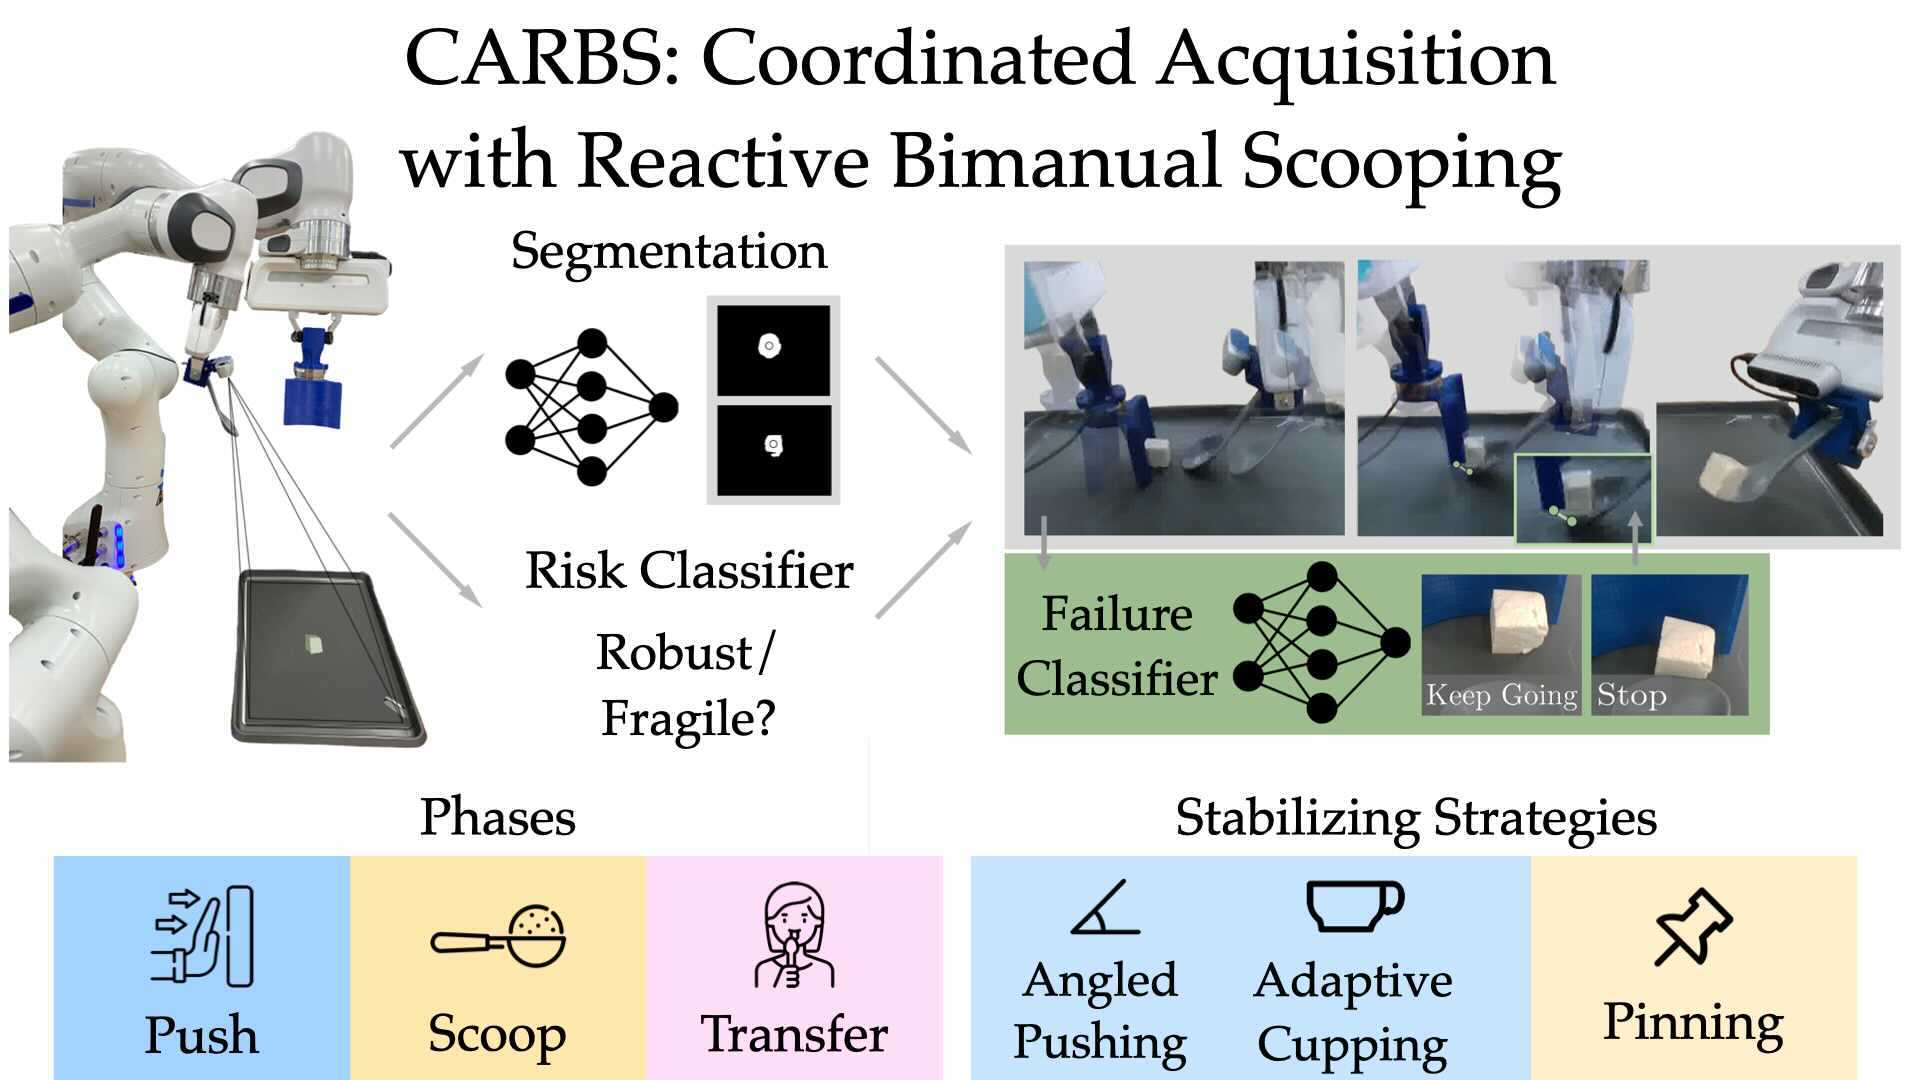 CARBS: Coordinated Acquisition
with Reactive Bimanual Scooping
Segmentation
Risk Classifier
Robust/
Fragile?
Failure
Classifier
Keep Going
Stop
Phases
Push
Scoop
Transfer
Stabilizing Strategies
Angled
Pushing
Adaptive
Cupping
Pinning